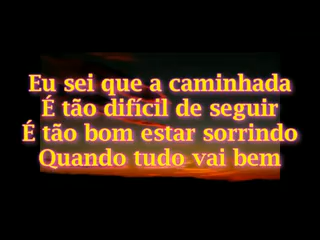 Eu sei que a caminhada
É tão difícil de seguir
É tão bom estar sorrindo
Quando tudo vai bem